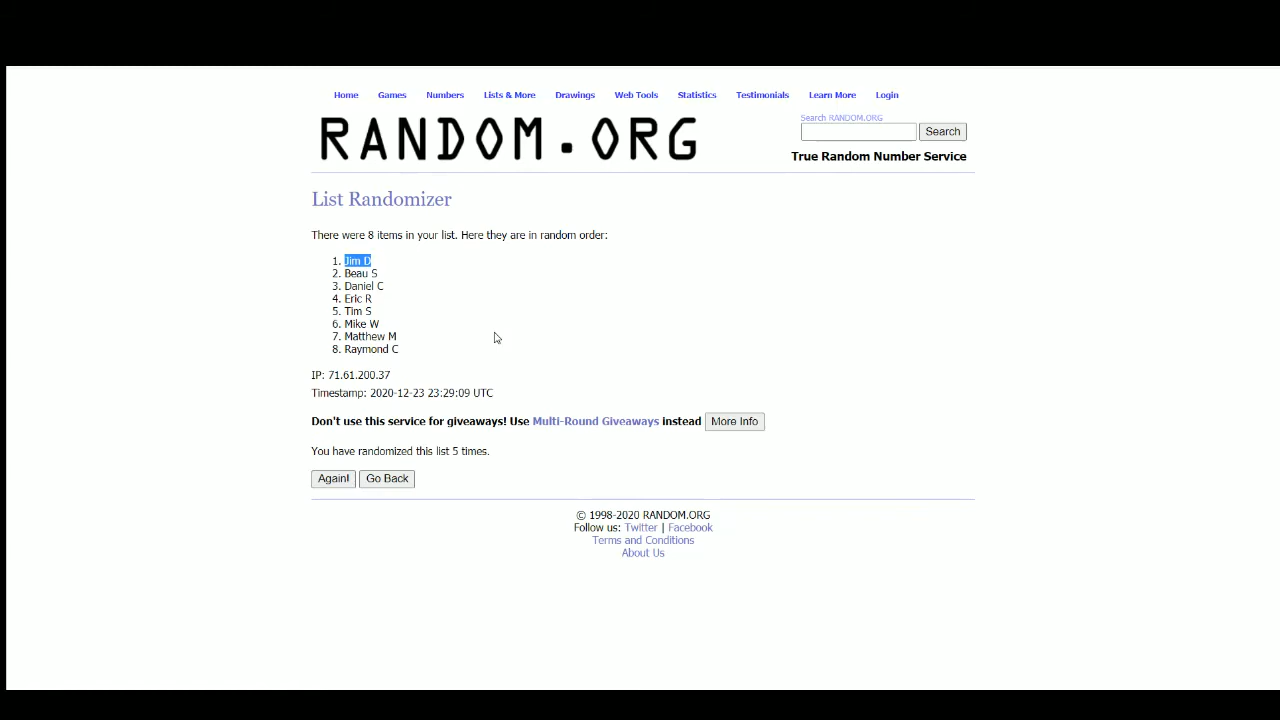 Home Games Numbers Lists & More Drawings Web Tools Statistics Testimonials Learn More Login
RANDOM.ORG
Search RANDOM.ORG
Search
True Random Number Service
List Randomizer
There were 8 items in your list. Here they are in random order:
1. Jim D
2. Beau S
3. Daniel C
4. Eric R
5. Tim S
6. Mike W
7. Matthew M
8. Raymond C
IP: 71.61.200.37
Timestamp: 2020-12-23 23:29:09 UTC
Don't use this service for giveaways! Use Multi-Round Giveaways instead More Info
You have randomized this list 5 times.
Again! Go Back
© 1998-2020 RANDOM.ORG
Follow us: Twitter | Facebook
Terms and Conditions
About Us